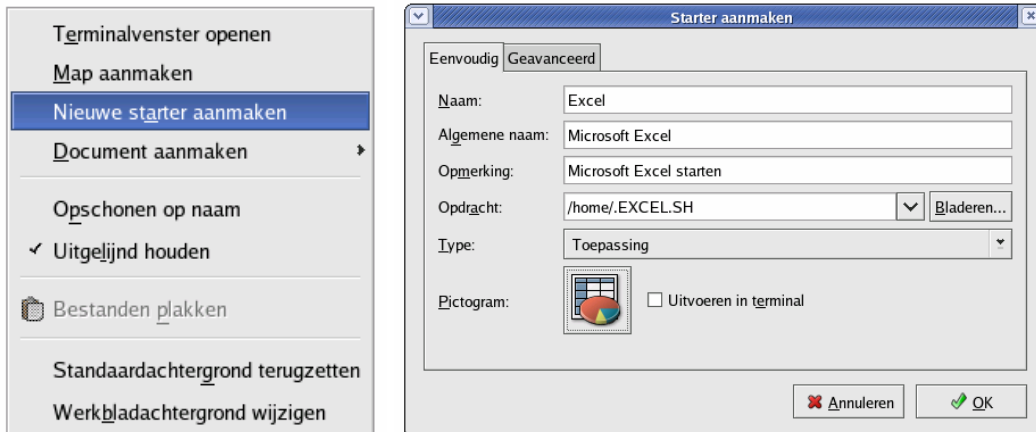 Terminalvenster openen
Map aanmaken
Nieuwe starter aanmaken
Document aanmaken
Opschonen op naam
Uitgelijnd houden
Bestanden plakken
Standaardachtergrond terugzetten
Werkbladachtergrond wijzigen
Starter aanmaken
Eenvoudig Geavanceerd
Naam: Excel
Algemene naam: Microsoft Excel
Opmerking: Microsoft Excel starten
Opdracht: /home/.EXCEL.SH Bladeren...
Type: Toepassing
Pictogram: Uitvoeren in terminal
Annuleren OK